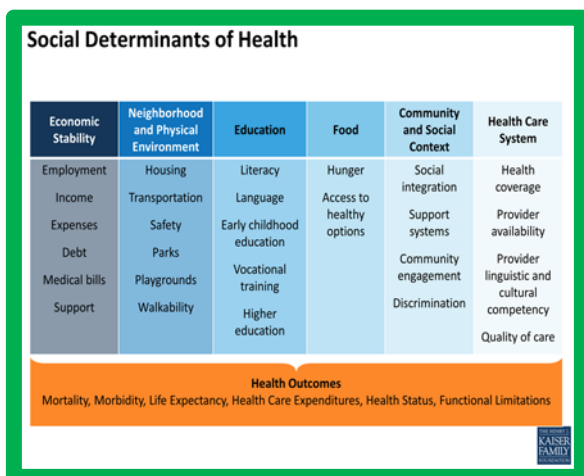 Social Determinants of Health
Economic
Stability
Employment
Income
Expenses
Debt
Medical bills
Support
Neighborhood
and Physical
Environment
Housing
Transportation
Safety
Parks
Playgrounds
Walkability
Education
Literacy
Language
Early childhood
education
Vocational
training
Higher
education
Food
Hunger
Access to
healthy
options
Community
and Social
Context
Social
integration
Support
systems
Community
engagement
Discrimination
Health Care
System
Health
coverage
Provider
availability
Provider
linguistic and
cultural
competency
Quality of care
Health Outcomes
Mortality, Morbidity, Life Expectancy, Health Care Expenditures, Health Status, Functional Limitations
THE HENRY J.
KAISER
FAMILY
FOUNDATION